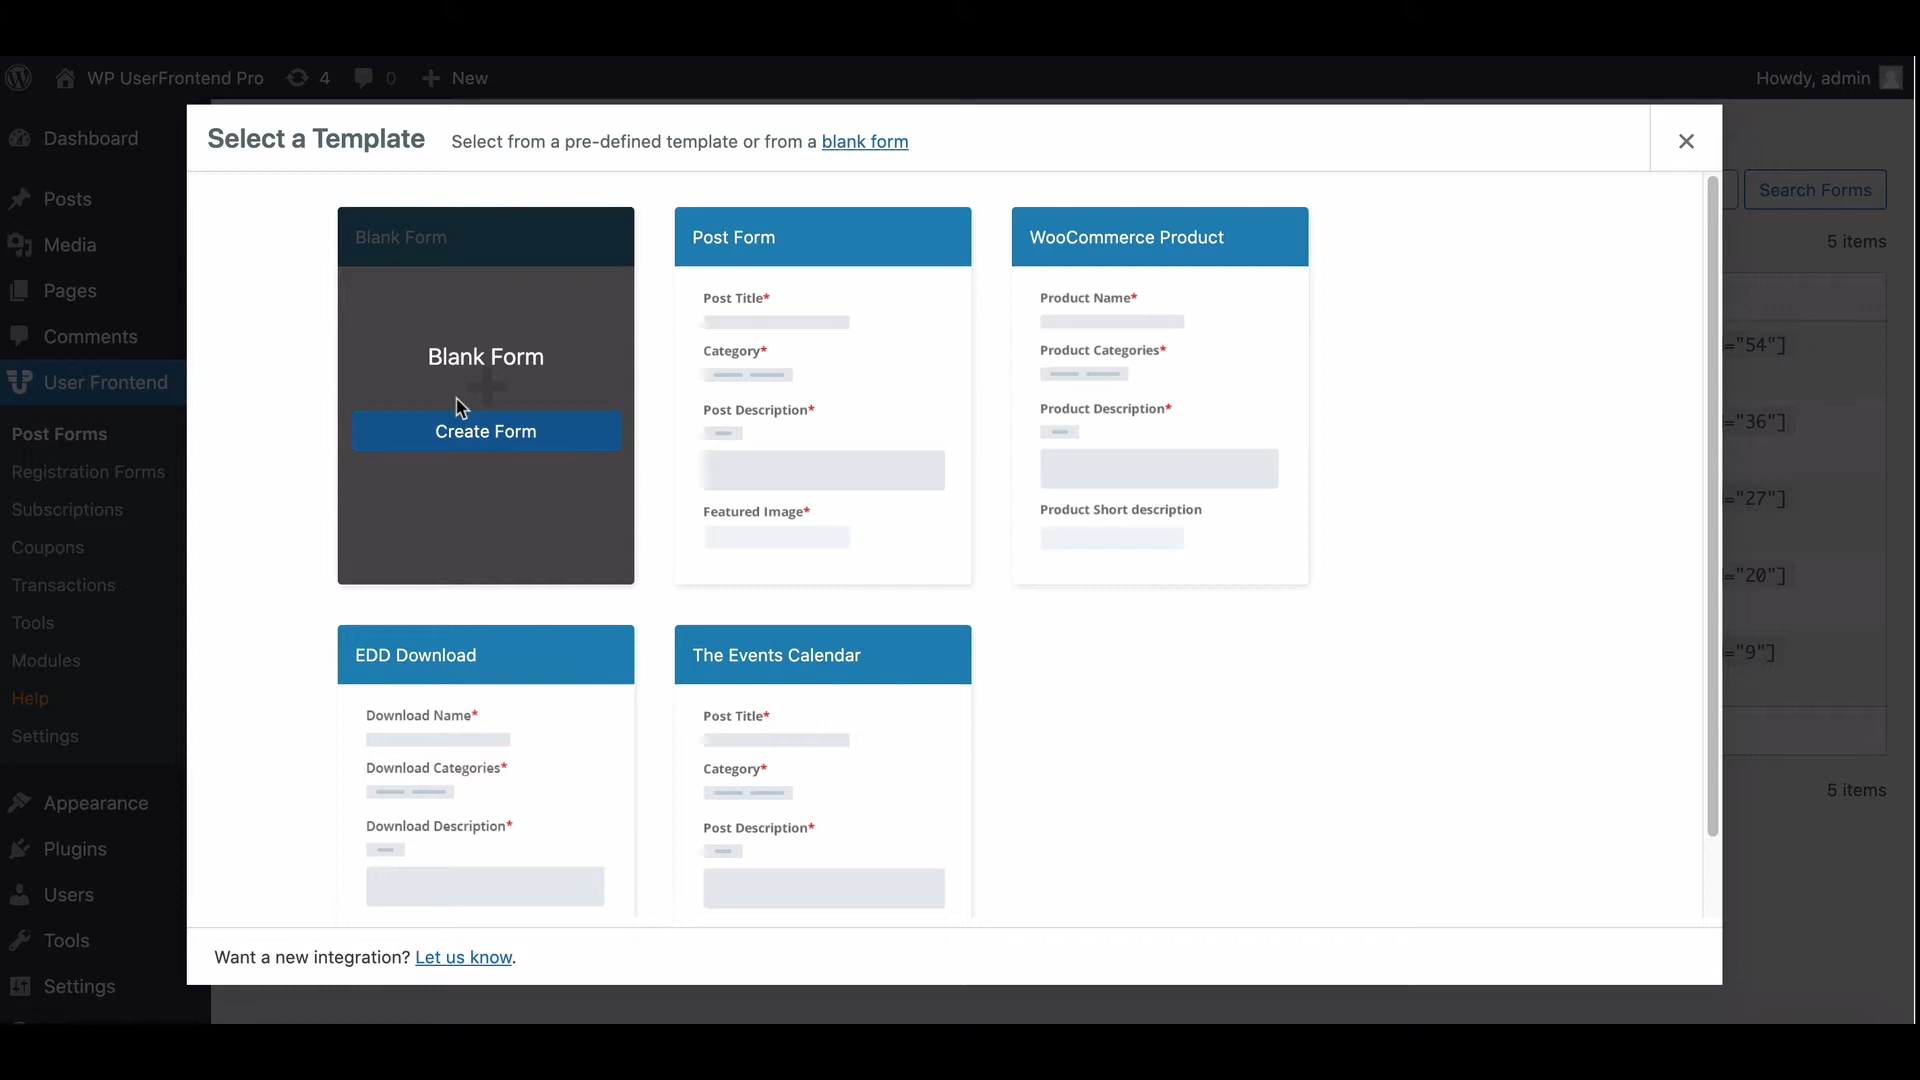 WP UserFrontend Pro 4 0 New Howdy, admin
Dashboard
Posts
Media
Pages
Comments
User Frontend
Post Forms
Registration Forms
Subscriptions
Coupons
Transactions
Tools
Modules
Help
Settings
Appearance
Plugins
Users
Tools
Settings
Select a Template Select from a pre-defined template or from a blank form
Blank Form
Blank Form
Create Form
Post Form
Post Title*
Category*
Post Description*
Featured Image*
WooCommerce Product
Product Name*
Product Categories*
Product Description*
Product Short description
EDD Download
Download Name*
Download Categories*
Download Description*
The Events Calendar
Post Title*
Category*
Post Description*
Want a new integration? Let us know.
Search Forms
5 items
="54"]
="36"]
="27"]
="20"]
="9"]
5 items